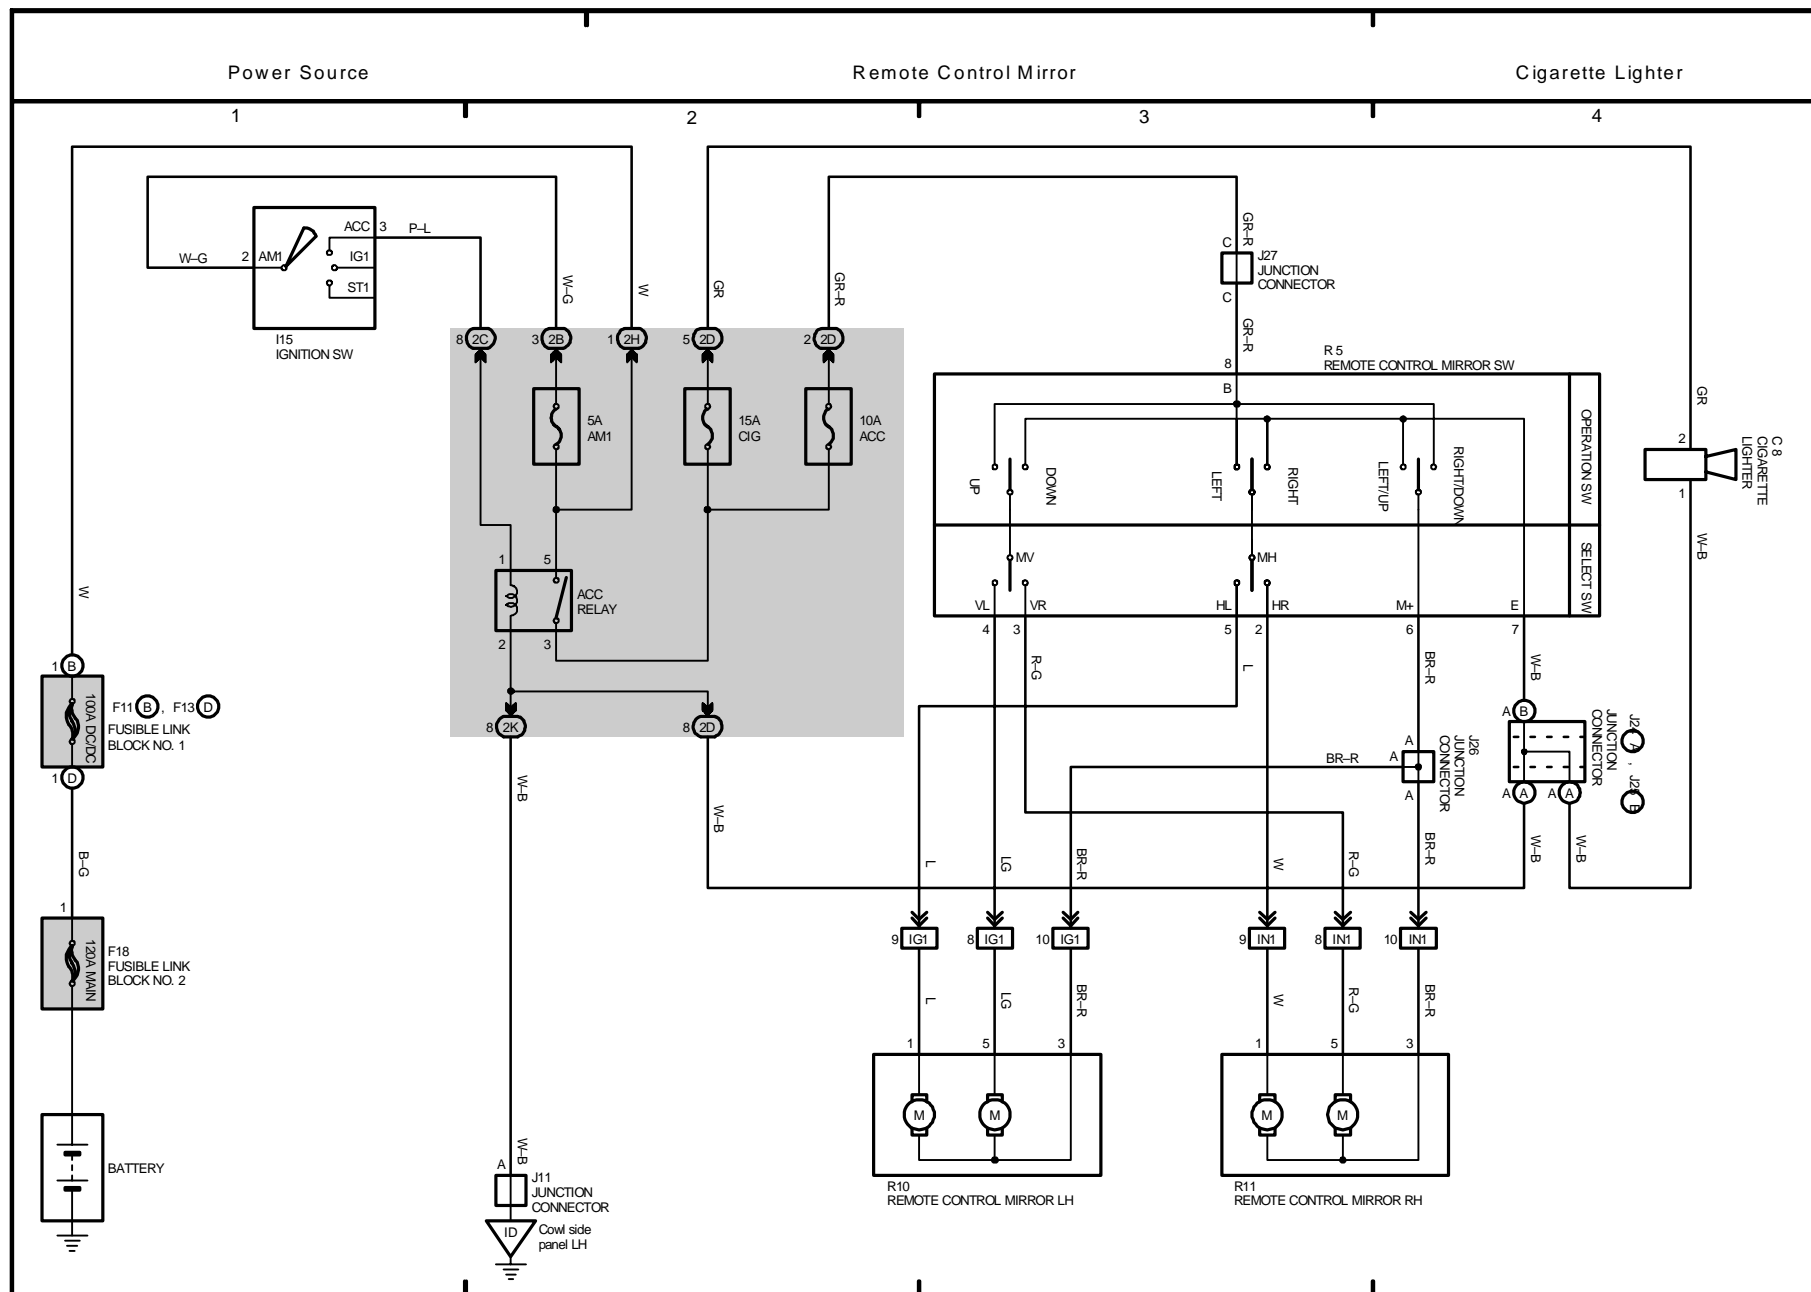 Power Source
Remote Control Mirror
Cigarette Lighter
1
2
3
4
W–G
2
AM1
ACC
3
P–L
IG1
ST1
I15
IGNITION SW
W–G
W
GR
GR–R
GR–R
C
J27
JUNCTION
CONNECTOR
C
GR–R
8
2C
3
2B
1
2H
5
2D
2
2D
5A
AM1
15A
CIG
10A
ACC
1
5
ACC
RELAY
2
3
8
2K
8
2D
8
R 5
REMOTE CONTROL MIRROR SW
B
OPERATION SW
UP
DOWN
LEFT
RIGHT
LEFT/UP
RIGHT/DOWN
SELECT SW
MV
MH
VL
VR
HL
HR
M+
E
4
3
5
2
6
7
GR
2
C 8
CIGARETTE
LIGHTER
1
W–B
W
1
B
100A DC/DC
F11
B
,
F13
D
FUSIBLE LINK
BLOCK NO. 1
1
D
B–G
1
120A MAIN
F18
FUSIBLE LINK
BLOCK NO. 2
BATTERY
W–B
W–B
R–G
L
BR–R
W–B
A
B
J24
A
,
J25
B
JUNCTION
CONNECTOR
A
A
A
A
BR–R
A
A
A
J26
JUNCTION
CONNECTOR
L
LG
BR–R
W
R–G
BR–R
W–B
W–B
9
IG1
8
IG1
10
IG1
9
IN1
8
IN1
10
IN1
L
LG
BR–R
W
R–G
BR–R
1
5
3
1
5
3
M
M
M
M
R10
REMOTE CONTROL MIRROR LH
R11
REMOTE CONTROL MIRROR RH
W–B
A
J11
JUNCTION
CONNECTOR
ID
Cowl side
panel LH